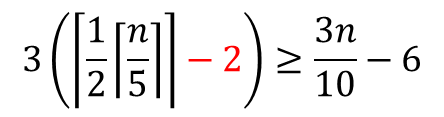 3(⌈1/2⌈n/5⌉⌉ − 2) ≥ 3n/10 − 6